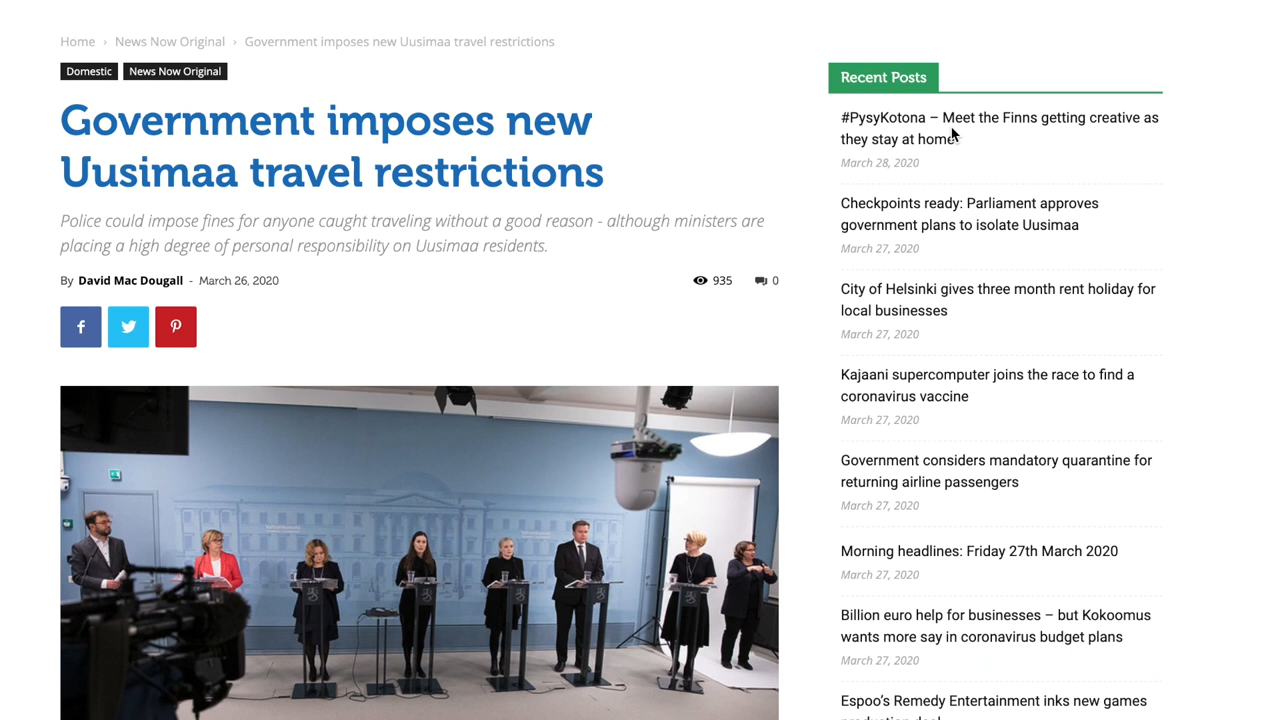 Home › News Now Original › Government imposes new Uusimaa travel restrictions
Domestic News Now Original
Government imposes new
Uusimaa travel restrictions
Police could impose fines for anyone caught traveling without a good reason - although ministers are
placing a high degree of personal responsibility on Uusimaa residents.
By David Mac Dougall - March 26, 2020
935 0
Recent Posts
#PysyKotona – Meet the Finns getting creative as
they stay at home
March 28, 2020
Checkpoints ready: Parliament approves
government plans to isolate Uusimaa
March 27, 2020
City of Helsinki gives three month rent holiday for
local businesses
March 27, 2020
Kajaani supercomputer joins the race to find a
coronavirus vaccine
March 27, 2020
Government considers mandatory quarantine for
returning airline passengers
March 27, 2020
Morning headlines: Friday 27th March 2020
March 27, 2020
Billion euro help for businesses – but Kokoomus
wants more say in coronavirus budget plans
March 27, 2020
Espoo's Remedy Entertainment inks new games